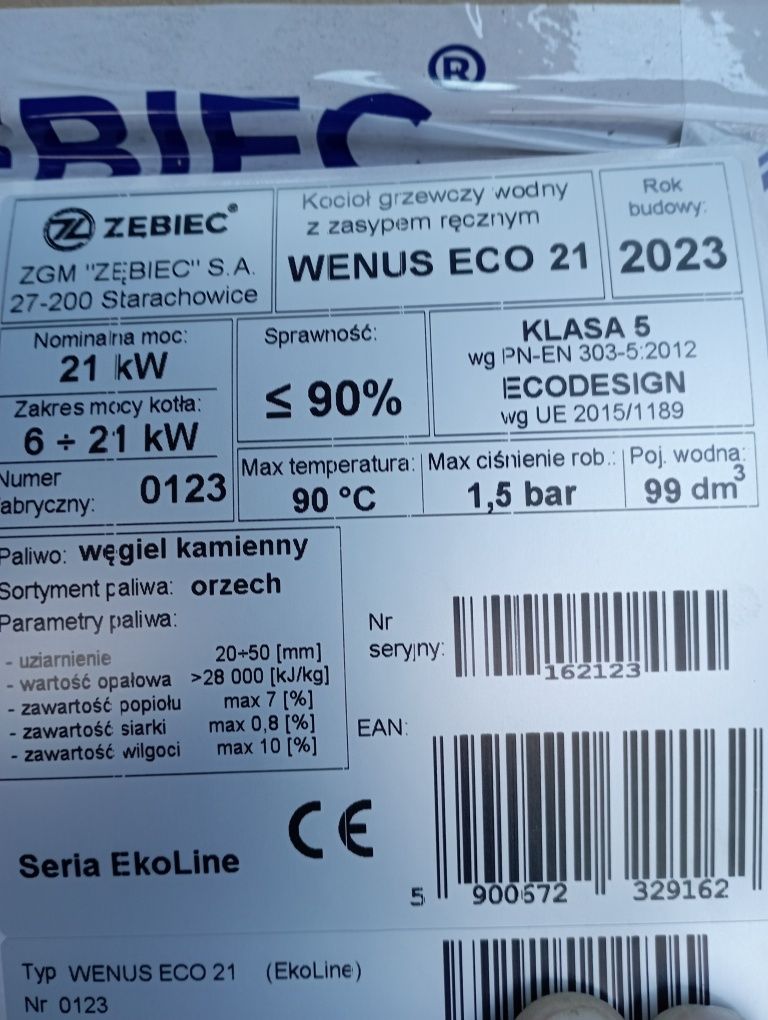 ĘBIEC®
ZĘBIEC®
ZGM "ZĘBIEC" S.A.
27-200 Starachowice
Kocioł grzewczy wodny
z zasypem ręcznym
WENUS ECO 21
Rok
budowy:
2023
Nominalna moc:
21 kW
Zakres mocy kotła:
6 ÷ 21 kW
Numer
fabryczny: 0123
Sprawność:
≤ 90%
KLASA 5
wg PN-EN 303-5:2012
ECODESIGN
wg UE 2015/1189
Max temperatura:
90 °C
Max ciśnienie rob.:
1,5 bar
Poj. wodna:
99 dm³
Paliwo: węgiel kamienny
Sortyment paliwa: orzech
Parametry paliwa:
- uziarnienie 20÷50 [mm]
- wartość opałowa >28 000 [kJ/kg]
- zawartość popiołu max 7 [%]
- zawartość siarki max 0,8 [%]
- zawartość wilgoci max 10 [%]
Nr
seryjny:
162123
EAN:
5 900672 329162
CE
Seria EkoLine
Typ WENUS ECO 21 (EkoLine)
Nr 0123